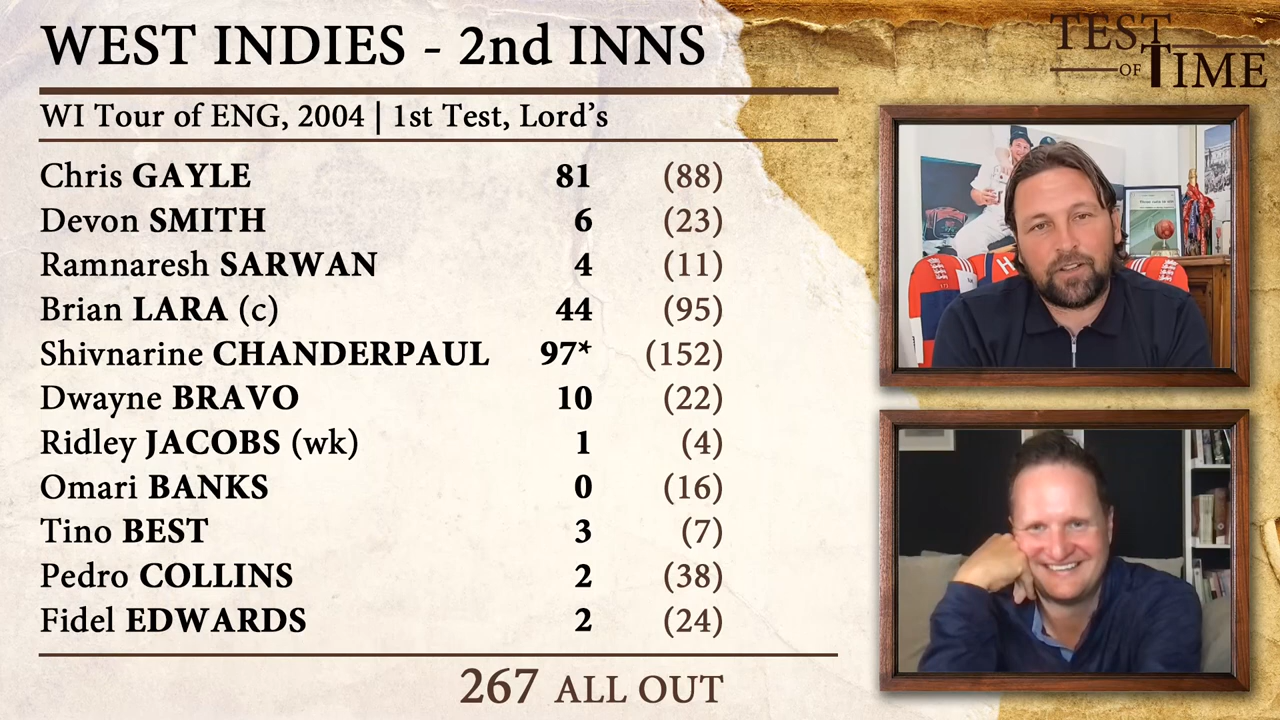 WEST INDIES - 2nd INNS
WI Tour of ENG, 2004 | 1st Test, Lord's
Chris GAYLE 81 (88)
Devon SMITH 6 (23)
Ramnaresh SARWAN 4 (11)
Brian LARA (c) 44 (95)
Shivnarine CHANDERPAUL 97* (152)
Dwayne BRAVO 10 (22)
Ridley JACOBS (wk) 1 (4)
Omari BANKS 0 (16)
Tino BEST 3 (7)
Pedro COLLINS 2 (38)
Fidel EDWARDS 2 (24)
267 ALL OUT
TEST
OF TIME
H